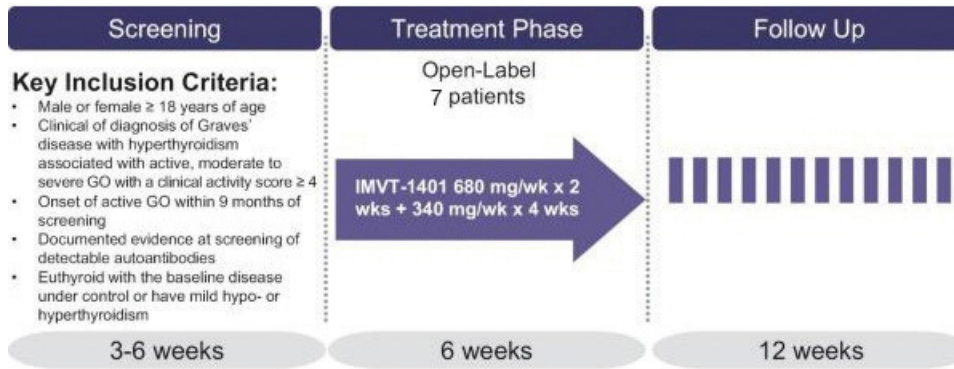 Screening
Key Inclusion Criteria:
• Male or female ≥ 18 years of age
• Clinical of diagnosis of Graves'
disease with hyperthyroidism
associated with active, moderate to
severe GO with a clinical activity score ≥ 4
• Onset of active GO within 9 months of
screening
• Documented evidence at screening of
detectable autoantibodies
• Euthyroid with the baseline disease
under control or have mild hypo- or
hyperthyroidism
3-6 weeks
Treatment Phase
Open-Label
7 patients
IMVT-1401 680 mg/wk x 2
wks + 340 mg/wk x 4 wks
6 weeks
Follow Up
12 weeks